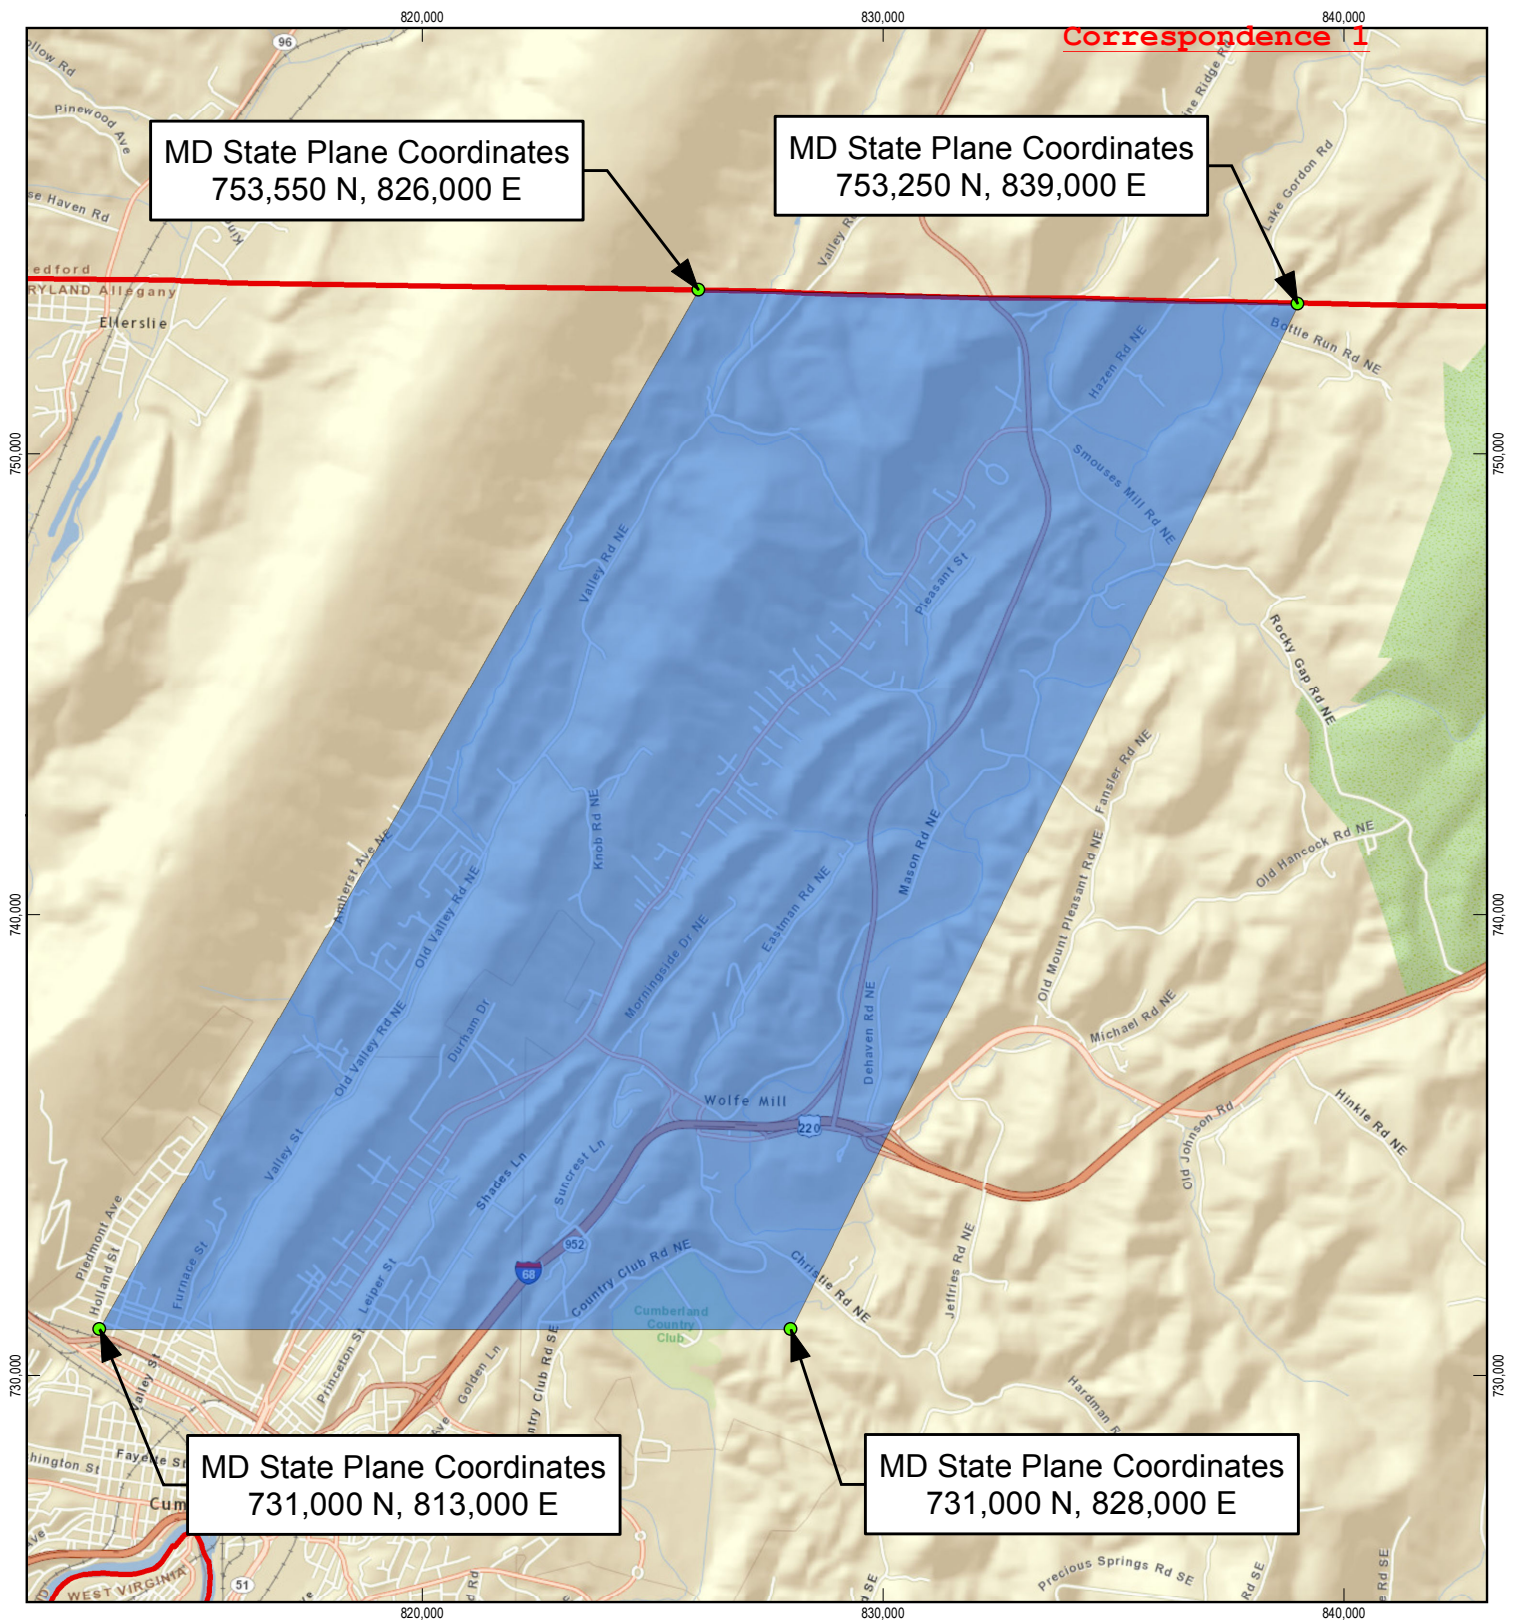 820,000
830,000
840,000
Correspondence 1
96
Pinewood Ave
MD State Plane Coordinates
753,550 N, 826,000 E
MD State Plane Coordinates
753,250 N, 839,000 E
Lake Gordon Rd
Allegany
Ellerslie
Bottle Run Rd NE
Hazen Rd NE
750,000
750,000
Smouses Mill Rd NE
Valley Rd NE
Pleasant St
Rocky Gap Rd NE
Fansler Rd NE
Knob Rd NE
Mason Rd NE
Amherst Ave NE
Old Hancock Rd NE
Old Valley Rd NE
Eastman Rd NE
Old Mount Pleasant Rd NE
Morningside Dr NE
740,000
740,000
Durham Dr
Dehaven Rd NE
Michael Rd NE
Old Valley Rd NE
Wolfe Mill
220
Hinkle Rd NE
Old Johnson Rd
Valley St
Shades Ln
Suncrest Ln
Piedmont Ave
Holland St
Furnace St
Leiper St
952
68
Country Club Rd NE
Christie Rd NE
Jeffries Rd NE
Cumberland
Country
Club
730,000
730,000
Princeton St
Golden Ln
Valley St
Hardman
MD State Plane Coordinates
731,000 N, 813,000 E
MD State Plane Coordinates
731,000 N, 828,000 E
Fayette St
WEST VIRGINIA
51
Precious Springs Rd SE
Rd SE
820,000
830,000
840,000